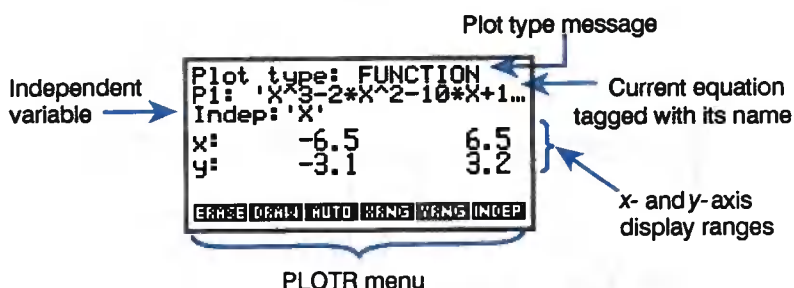 Plot type message
Independent
variable
Plot type: FUNCTION
P1: 'X^3-2*X^2-10*X+1…
Indep:'X'
x: -6.5 6.5
y: -3.1 3.2
ERASE DRAW AUTO XRNG YRNG INDEP
Current equation
tagged with its name
x- and y-axis
display ranges
PLOTR menu